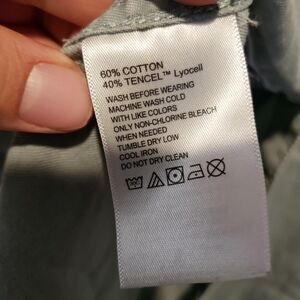 60% COTTON
40% TENCEL™ Lyocell
WASH BEFORE WEARING
MACHINE WASH COLD
WITH LIKE COLORS
ONLY NON-CHLORINE BLEACH
WHEN NEEDED
TUMBLE DRY LOW
COOL IRON
DO NOT DRY CLEAN